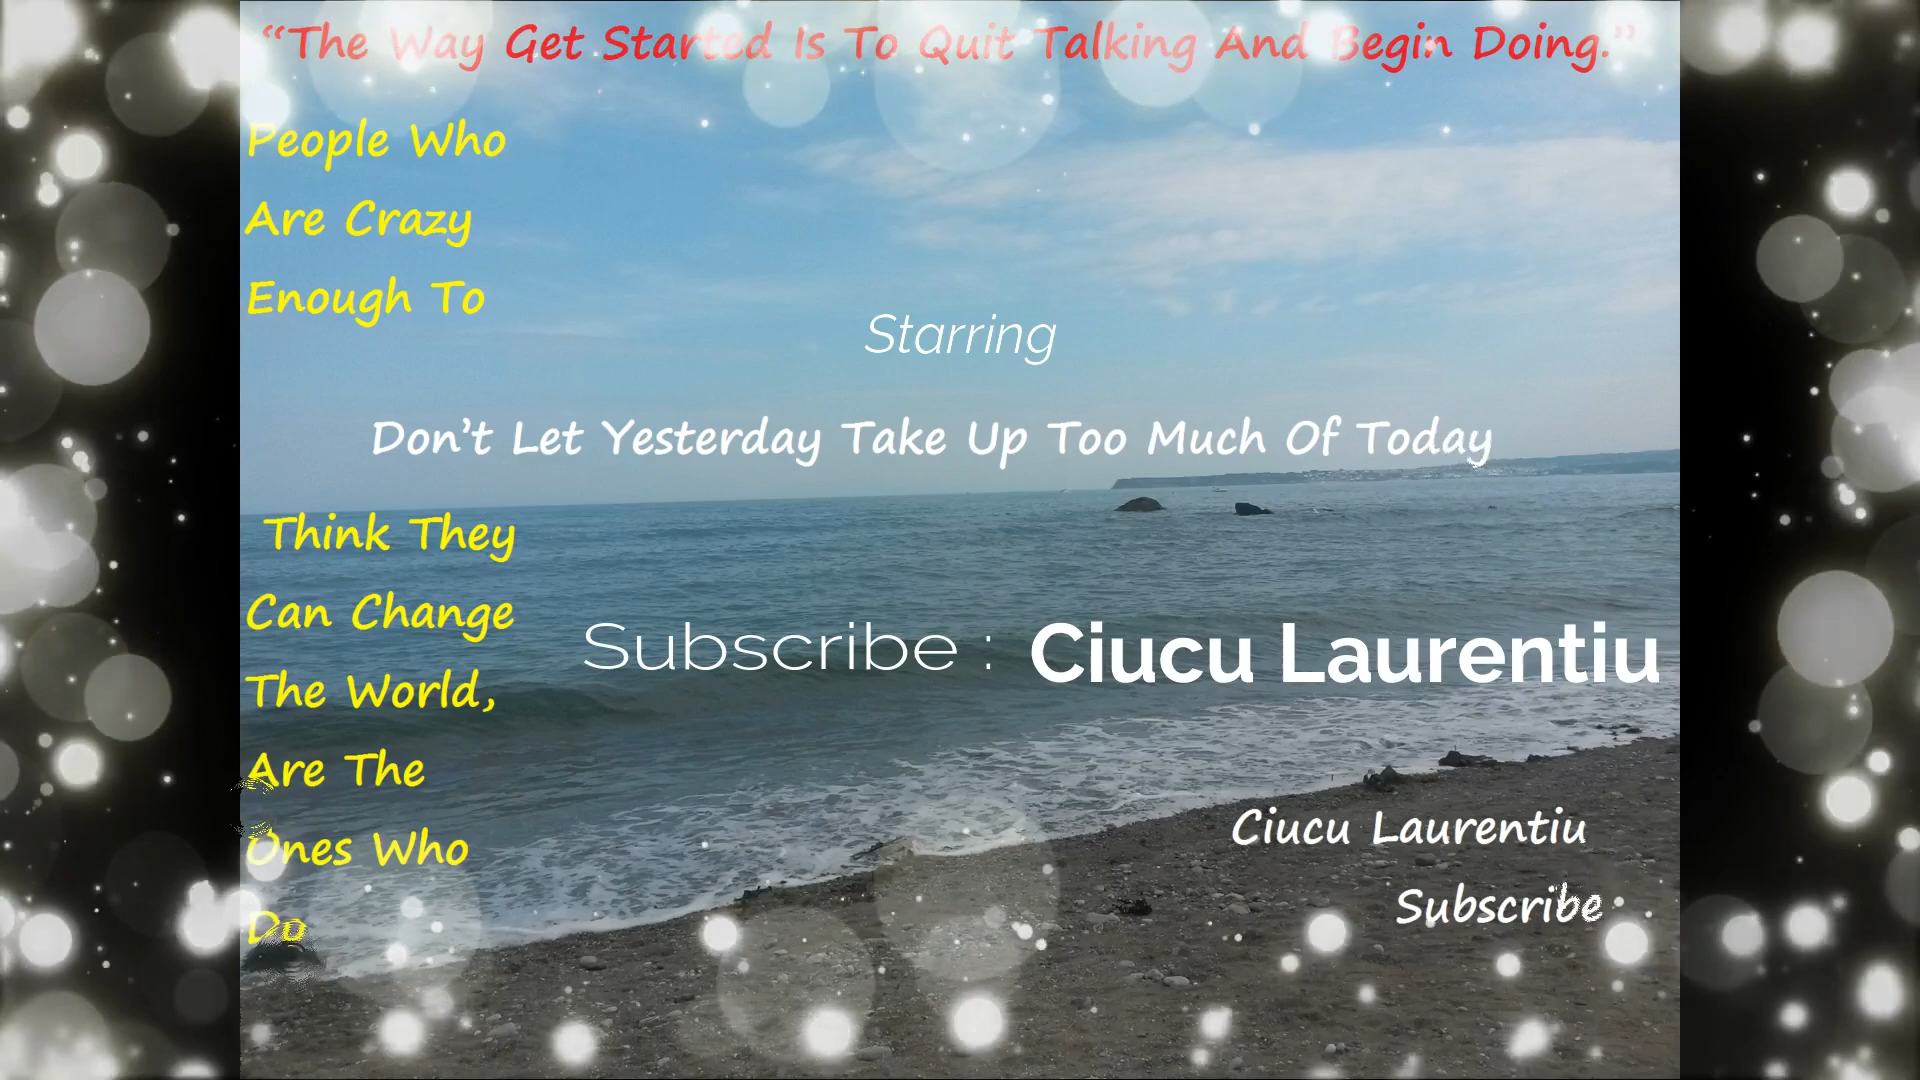 “The Way Get Started Is To Quit Talking And Begin Doing.”
People Who
Are Crazy
Enough To
Starring
Don’t Let Yesterday Take Up Too Much Of Today
Think They
Can Change
The World,
Are The
Ones Who
Do
Subscribe : Ciucu Laurentiu
Ciucu Laurentiu
Subscribe